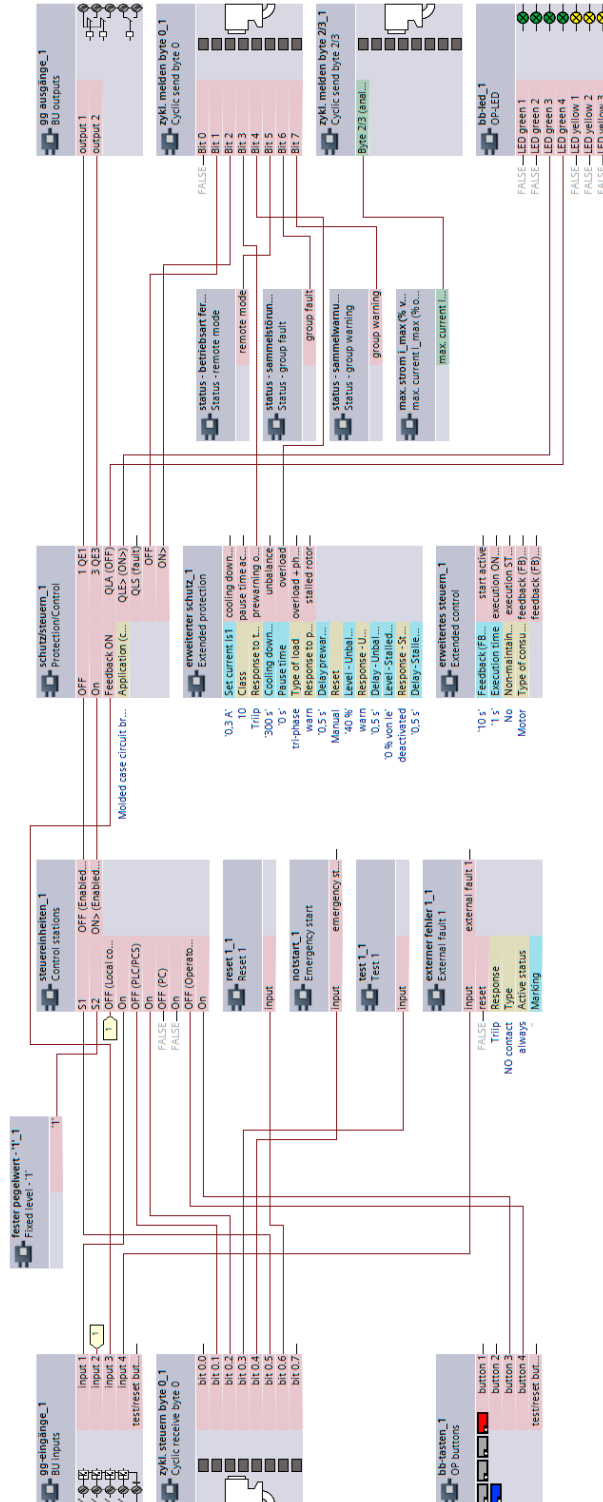 gg-eingänge_1
BU inputs
input 1
input 2
input 3
input 4
test/reset but...
1
zykl. steuern byte 0_1
Cyclic receive byte 0
bit 0.0
bit 0.1
bit 0.2
bit 0.3
bit 0.4
bit 0.5
bit 0.6
bit 0.7
bb-tasten_1
OP buttons
button 1
button 2
button 3
button 4
test/reset but...
fester pegelwert - '1'_1
Fixed level - '1'
'1'
steuereinheiten_1
Control stations
S1
OFF (Enabled...
S2
ON> (Enabled...
1
OFF (Local co...
On
OFF (PLC/PCS)
On
FALSE
OFF (PC)
FALSE
On
OFF (Operato...
On
reset 1_1
Reset 1
input
notstart_1
Emergency start
input
emergency st...
test 1_1
Test 1
input
externer fehler 1_1
External fault 1
input
external fault 1
FALSE
reset
Triip
Response
NO contact
Type
always
Active status
Marking
schutz/steuern_1
Protection/Control
OFF
1 QE1
On
3 QE3
Feedback ON
QLA (OFF)
Molded case circuit br...
Application (c...
QLE> (ON>)
QLS (fault)
OFF
ON>
erweiterter schutz_1
Extended protection
'0,3 A'
Set current is1
cooling down...
10
Class
pause time ac...
Triip
Response to t...
prewarning o...
'300 s'
Cooling down...
unbalance
'0 s'
Pause time
overload
tri-phase
Type of load
overload + ph...
warn
Response to p...
stalled rotor
'0,5 s'
Delay prewar...
Manual
Reset
'40 %'
Level - Unbal...
warn
Response - U...
'0,5 s'
Delay - Unbal...
'0 % von le'
Level - Stalled...
deactivated
Response - St...
'0,5 s'
Delay - Stalle...
erweitertes steuern_1
Extended control
'10 s'
Feedback (FB...
start active
'1 s'
Execution time
execution ON...
No
Non-maintain...
execution ST...
Motor
Type of consu...
feedback (FB)...
feedback (FB)...
status - betriebsart fer...
Status - remote mode
remote mode
status - sammelstörun...
Status - group fault
group fault
status - sammelwarnu...
Status - group warning
group warning
max. strom i_max (% v...
max. current I_max (% o...
max. current I...
gg ausgänge_1
BU outputs
output 1
output 2
zykl. melden byte 0_1
Cyclic send byte 0
FALSE
Bit 0
Bit 1
Bit 2
Bit 3
Bit 4
Bit 5
Bit 6
Bit 7
zykl. melden byte 2/3_1
Cyclic send byte 2/3
Byte 2/3 (anal...
bb-led_1
OP-LED
FALSE
LED green 1
FALSE
LED green 2
LED green 3
LED green 4
FALSE
LED yellow 1
FALSE
LED yellow 2
FALSE
LED yellow 3